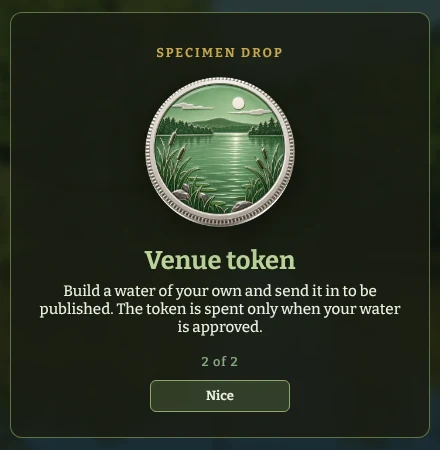 SPECIMEN DROP
Venue token
Build a water of your own and send it in to be
published. The token is spent only when your water
is approved.
2 of 2
Nice